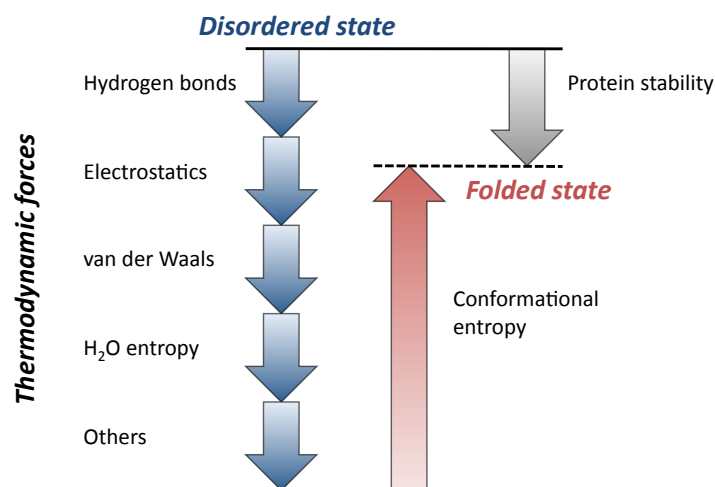 Disordered state
Hydrogen bonds
Protein stability
Thermodynamic forces
Electrostatics
Folded state
van der Waals
Conformational
entropy
H₂O entropy
Others